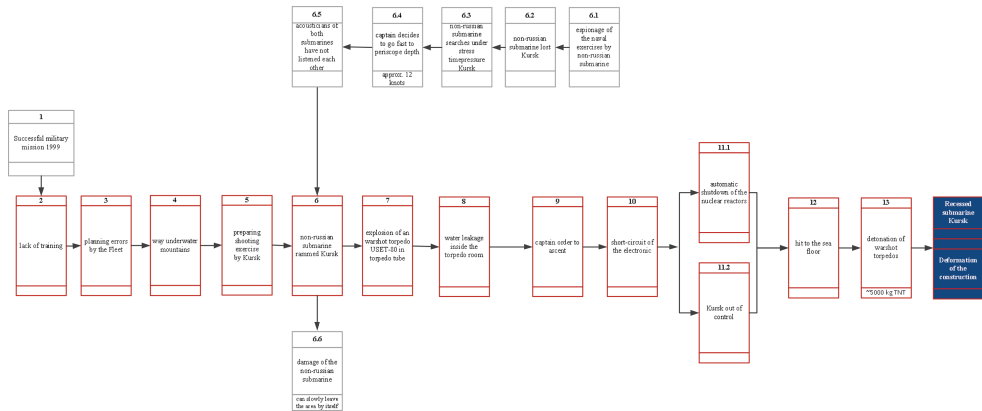 6.5
acousticians of
both
submarines
have not
listened each
other
6.4
captain decides
to go fast to
periscope depth
approx. 12
knots
6.3
non-russian
submarine
searches under
stress
timepressure
Kursk
6.2
non-russian
submarine lost
Kursk
6.1
espionage of
the naval
exercises by
non-russian
submarine
1
Successful military
mission 1999
2
lack of training
3
planning errors
by the Fleet
4
way underwater
mountains
5
preparing
shooting
exercise
by Kursk
6
non-russian
submarine
rammed Kursk
7
explosion of an
warshot torpedo
USET-80 in
torpedo tube
8
water leakage
inside the
torpedo room
9
captain order to
ascent
10
short-circuit of
the electronic
11.1
automatic
shutdown of the
nuclear reactors
11.2
Kursk out of
control
12
hit to the sea
floor
13
detonation of
warshot
torpedos
~5000 kg TNT
Recessed
submarine
Kursk
Deformation
of the
construction
6.6
damage of the
non-russian
submarine
can slowly leave
the area by itself